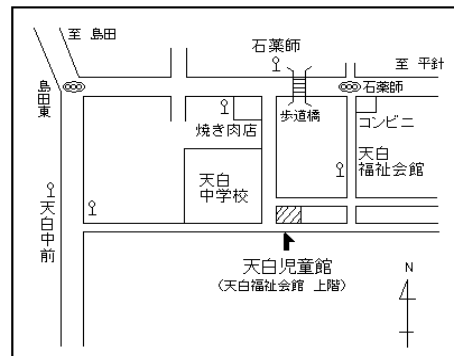 至 島田
石薬師
至 平針
島田東
石薬師
歩道橋
コンビニ
焼き肉店
天白
福祉会館
天白
中学校
天白中前
天白児童館
（天白福祉会館 上階）
N